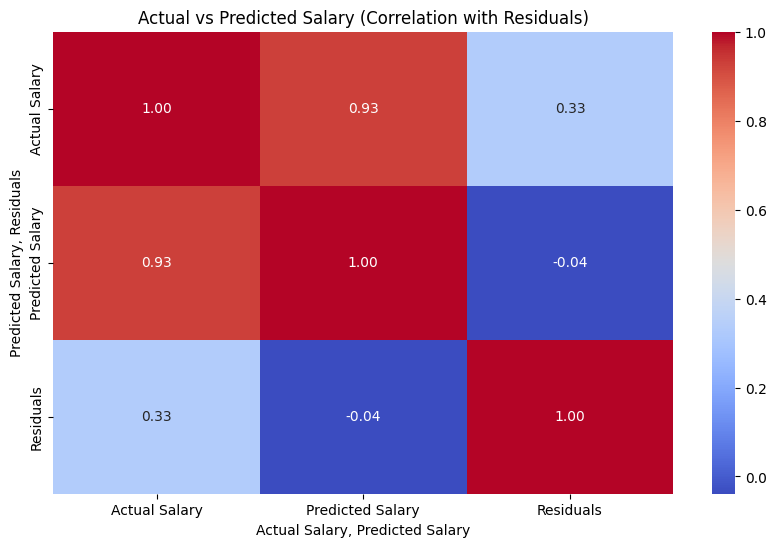 Actual vs Predicted Salary (Correlation with Residuals)
Predicted Salary, Residuals
Actual Salary
1.00 0.93 0.33
Predicted Salary
0.93 1.00 -0.04
Residuals
0.33 -0.04 1.00
Actual Salary Predicted Salary Residuals
Actual Salary, Predicted Salary
1.0
0.8
0.6
0.4
0.2
0.0